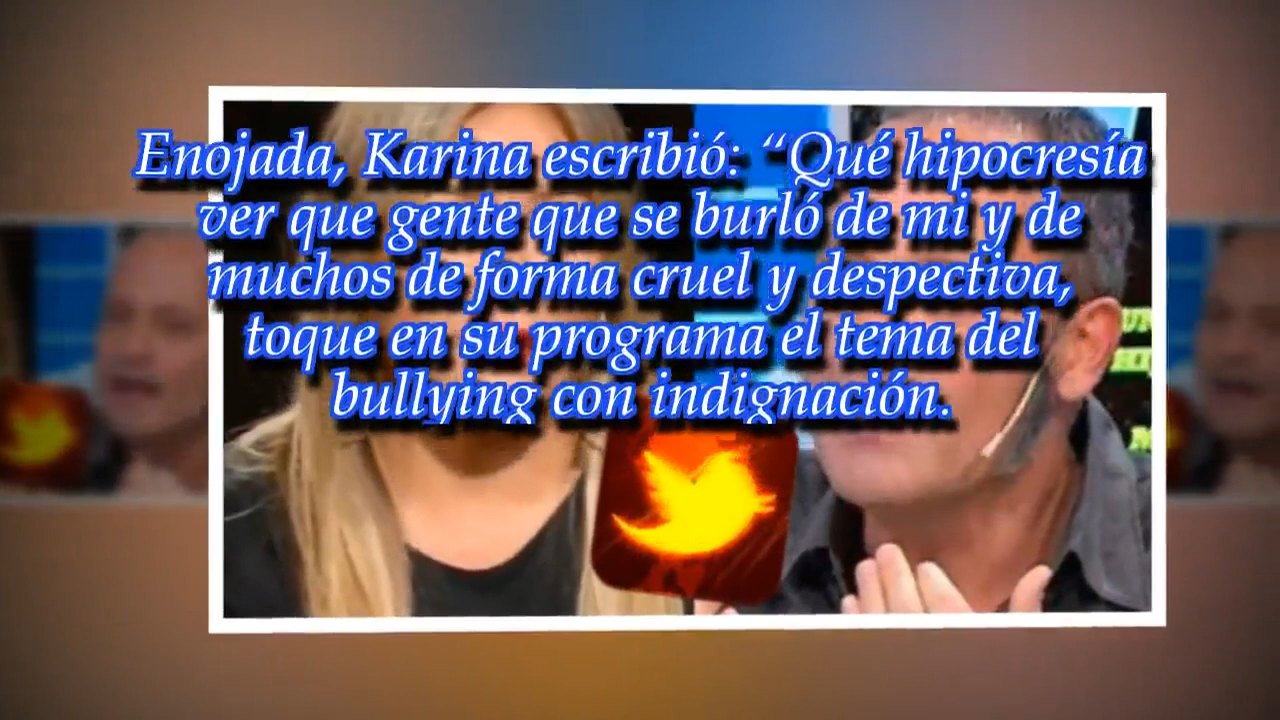 Enojada, Karina escribió: “Qué hipocresía
ver que gente que se burló de mi y de
muchos de forma cruel y despectiva,
toque en su programa el tema del
bullying con indignación.